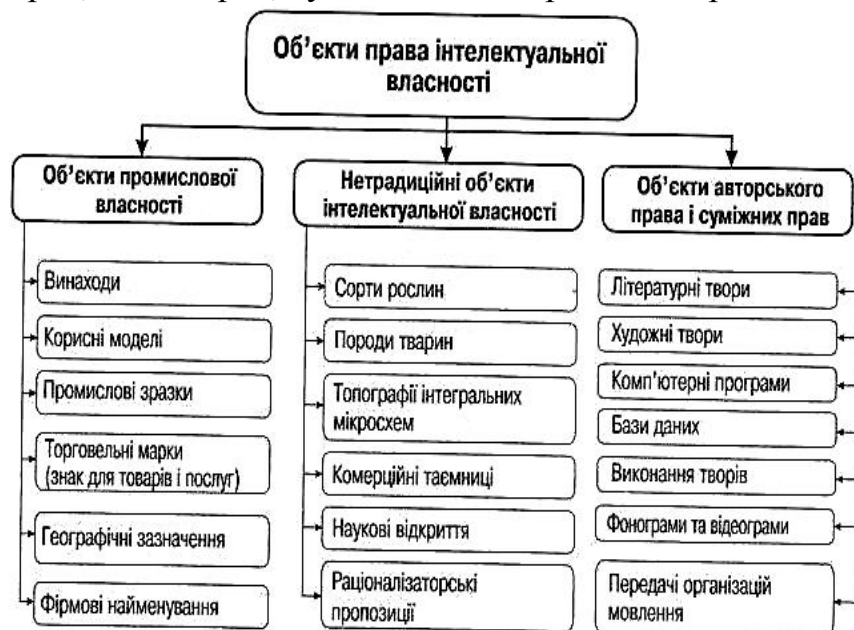 Об’єкти права інтелектуальної
власності
Об’єкти промислової
власності
Винаходи
Корисні моделі
Промислові зразки
Торговельні марки
(знак для товарів і послуг)
Географічні зазначення
Фірмові найменування
Нетрадиційні об’єкти
інтелектуальної власності
Сорти рослин
Породи тварин
Топографії інтегральних
мікросхем
Комерційні таємниці
Наукові відкриття
Раціоналізаторські
пропозиції
Об’єкти авторського
права і суміжних прав
Літературні твори
Художні твори
Комп’ютерні програми
Бази даних
Виконання творів
Фонограми та відеограми
Передачі організацій
мовлення